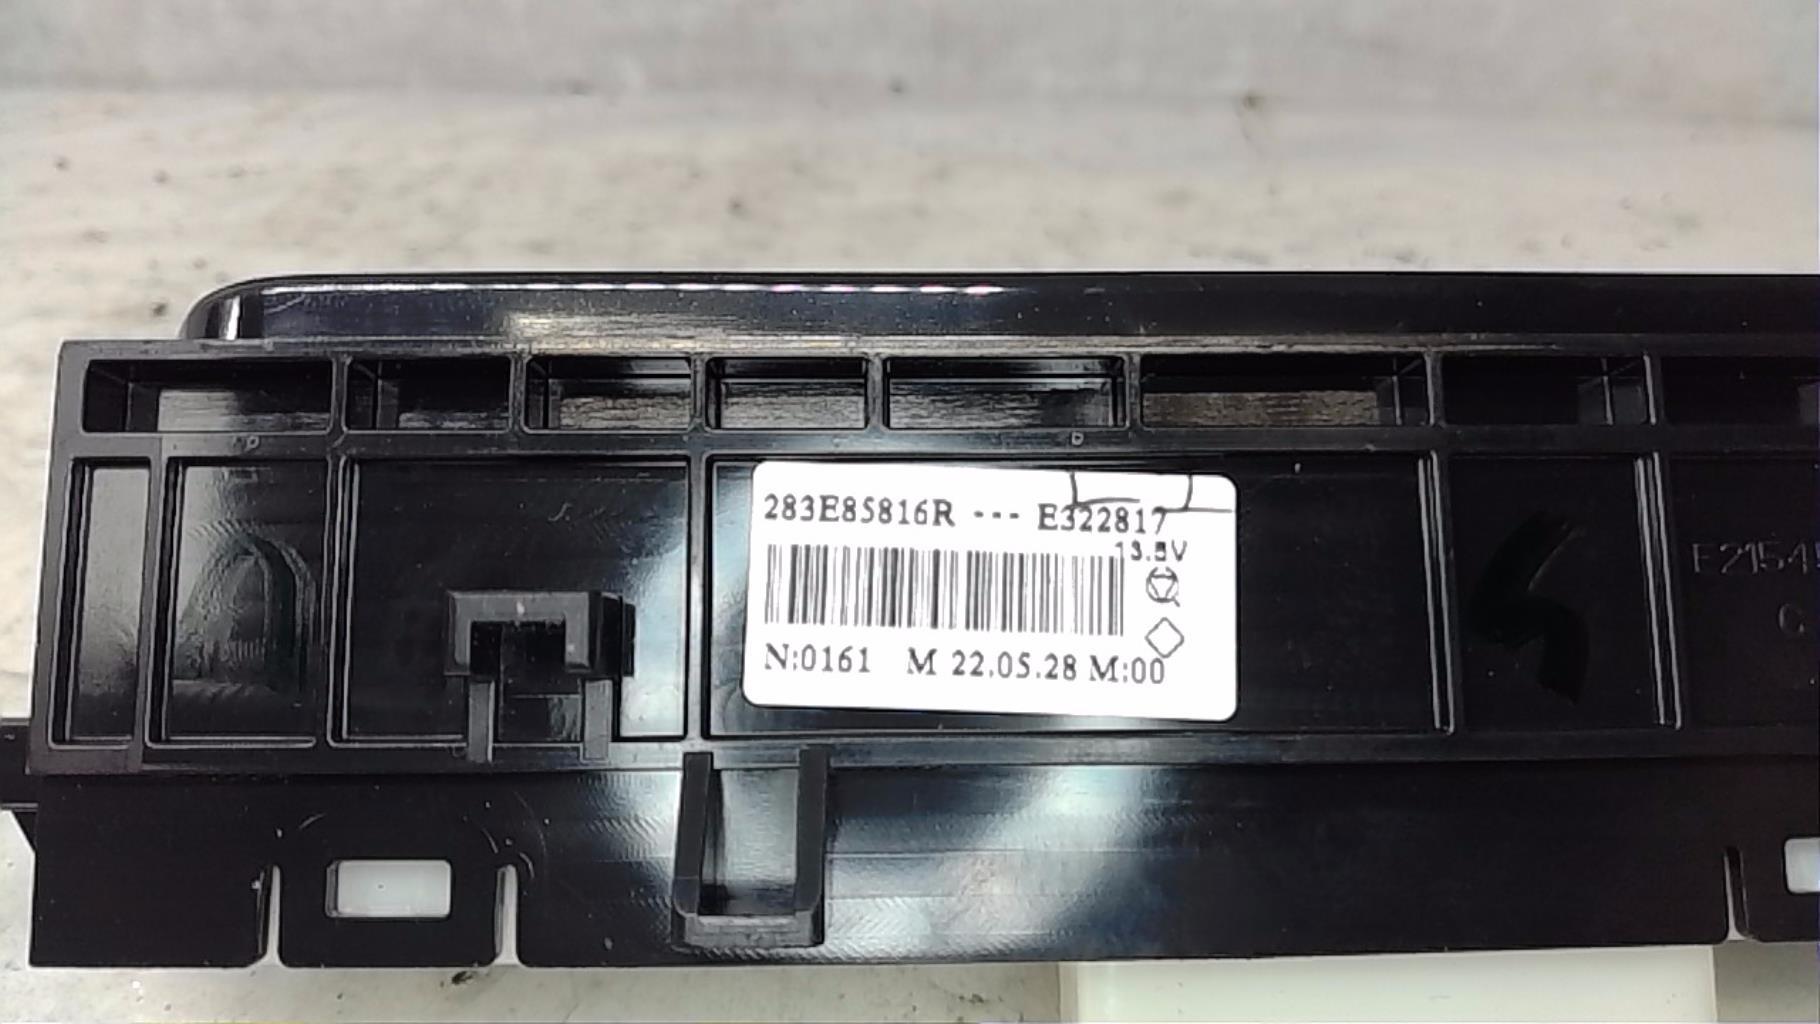 283E85816R --- E322817
13.5V
N:0161 M 22.05.28 M:00